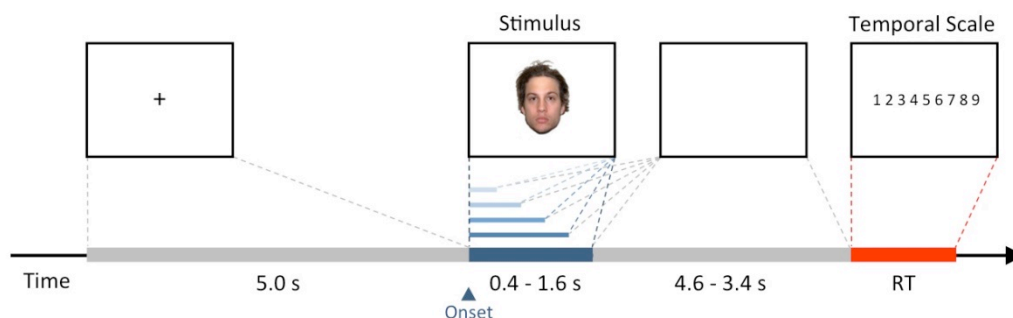 Stimulus
Temporal Scale
+
1 2 3 4 5 6 7 8 9
Time
5.0 s
0.4 - 1.6 s
4.6 - 3.4 s
RT
Onset